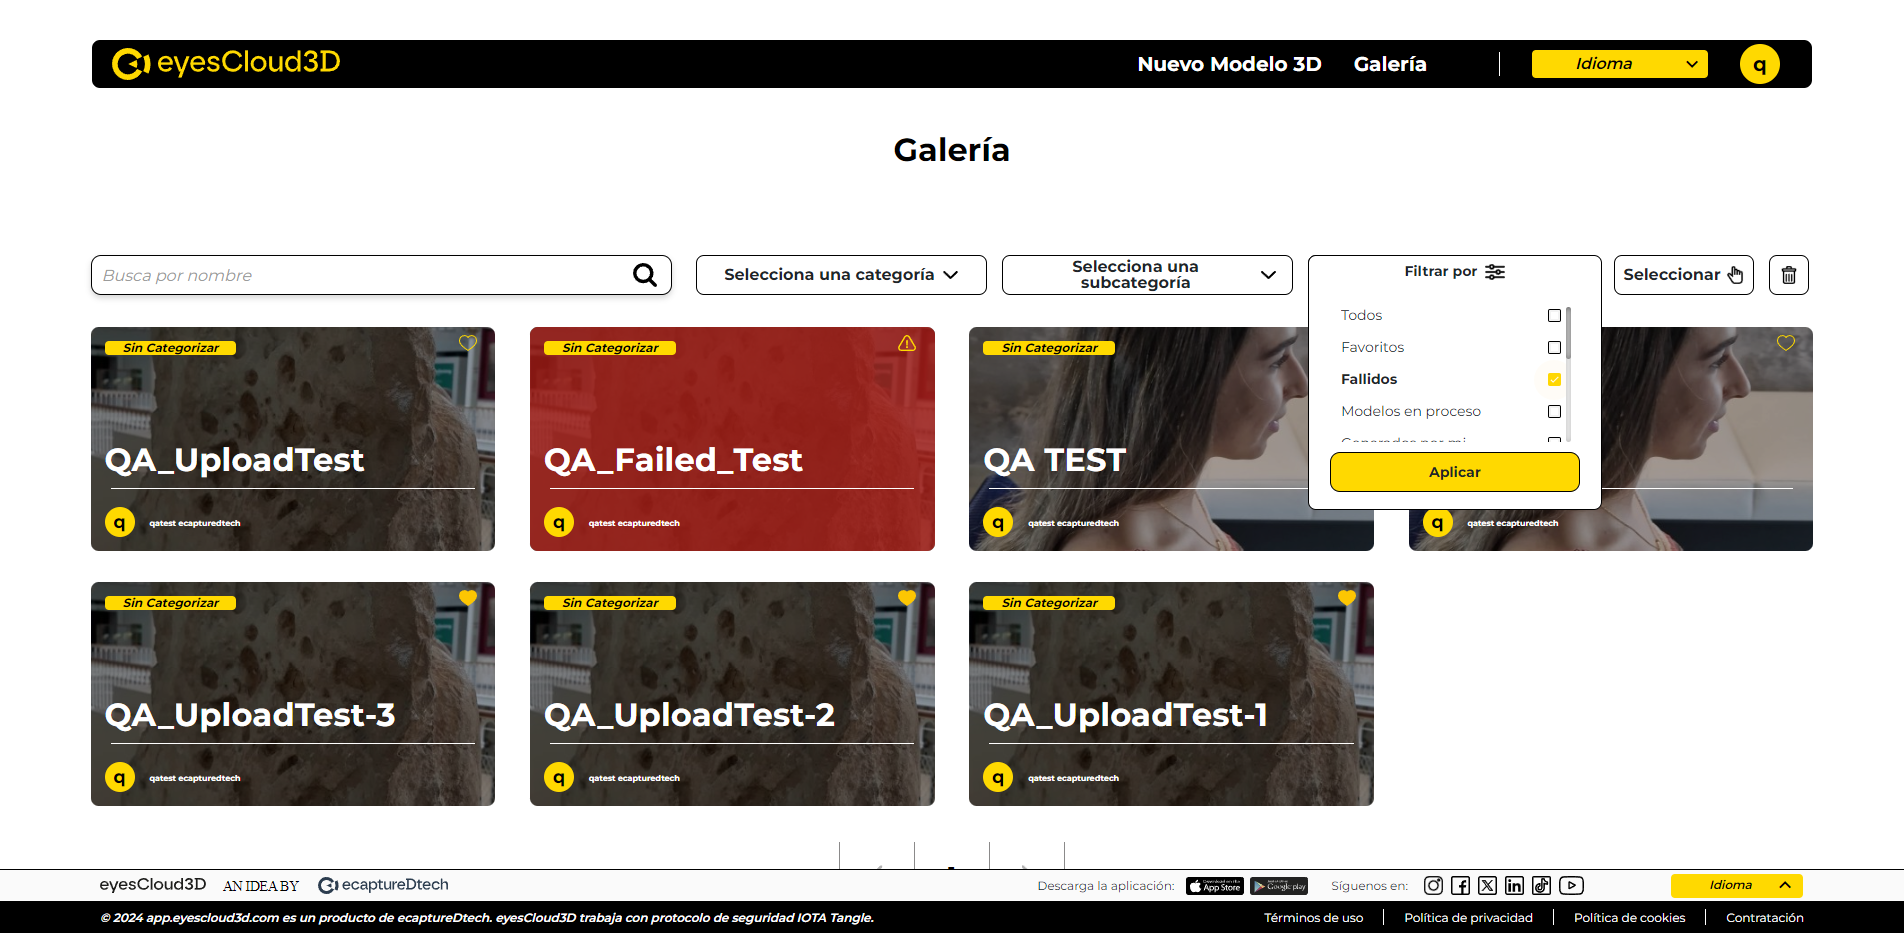 eyesCloud3D
Nuevo Modelo 3D
Galería
Idioma
q
Galería
Busca por nombre
Selecciona una categoría
Selecciona una
subcategoría
Filtrar por
Seleccionar
Todos
Favoritos
Fallidos
Modelos en proceso
Generados por mi
Aplicar
Sin Categorizar
QA_UploadTest
q
qatest ecapturedtech
Sin Categorizar
QA_Failed_Test
q
qatest ecapturedtech
Sin Categorizar
QA TEST
q
qatest ecapturedtech
q
qatest ecapturedtech
Sin Categorizar
QA_UploadTest-3
q
qatest ecapturedtech
Sin Categorizar
QA_UploadTest-2
q
qatest ecapturedtech
Sin Categorizar
QA_UploadTest-1
q
qatest ecapturedtech
eyesCloud3D
AN IDEA BY
ecaptureDtech
Descarga la aplicación:
App Store
Google play
Síguenos en:
Idioma
© 2024 app.eyescloud3d.com es un producto de ecaptureDtech. eyesCloud3D trabaja con protocolo de seguridad IOTA Tangle.
Términos de uso
Política de privacidad
Política de cookies
Contratación